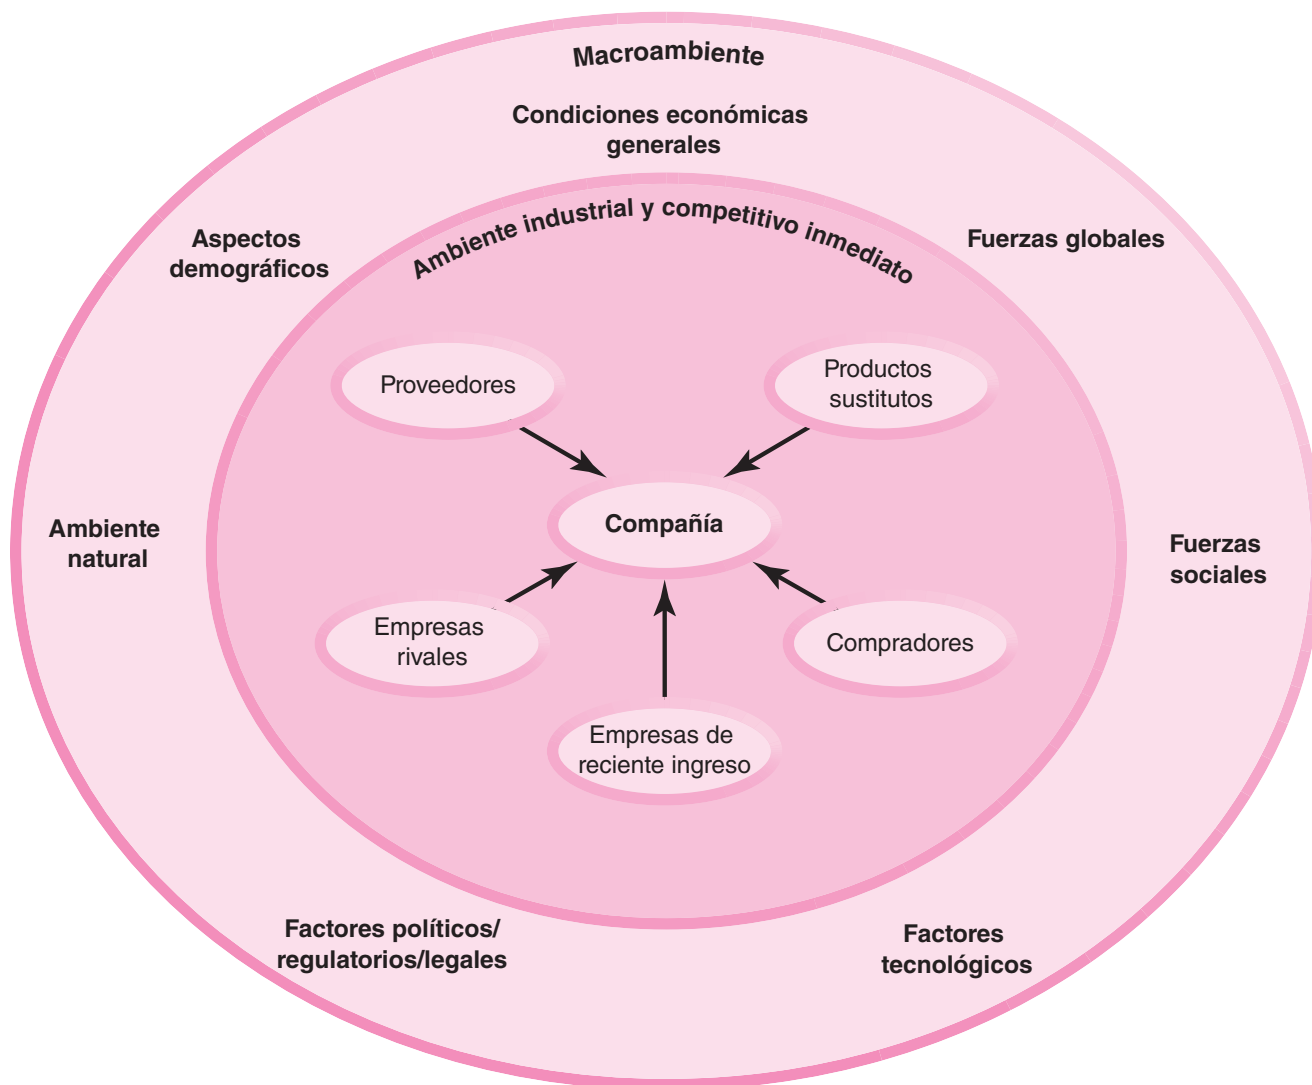 Macroambiente
Condiciones económicas
generales
Aspectos
demográficos
Ambiente industrial y competitivo inmediato
Fuerzas globales
Proveedores
Productos
sustitutos
Compañía
Ambiente
natural
Fuerzas
sociales
Empresas
rivales
Compradores
Empresas de
reciente ingreso
Factores políticos/
regulatorios/legales
Factores
tecnológicos